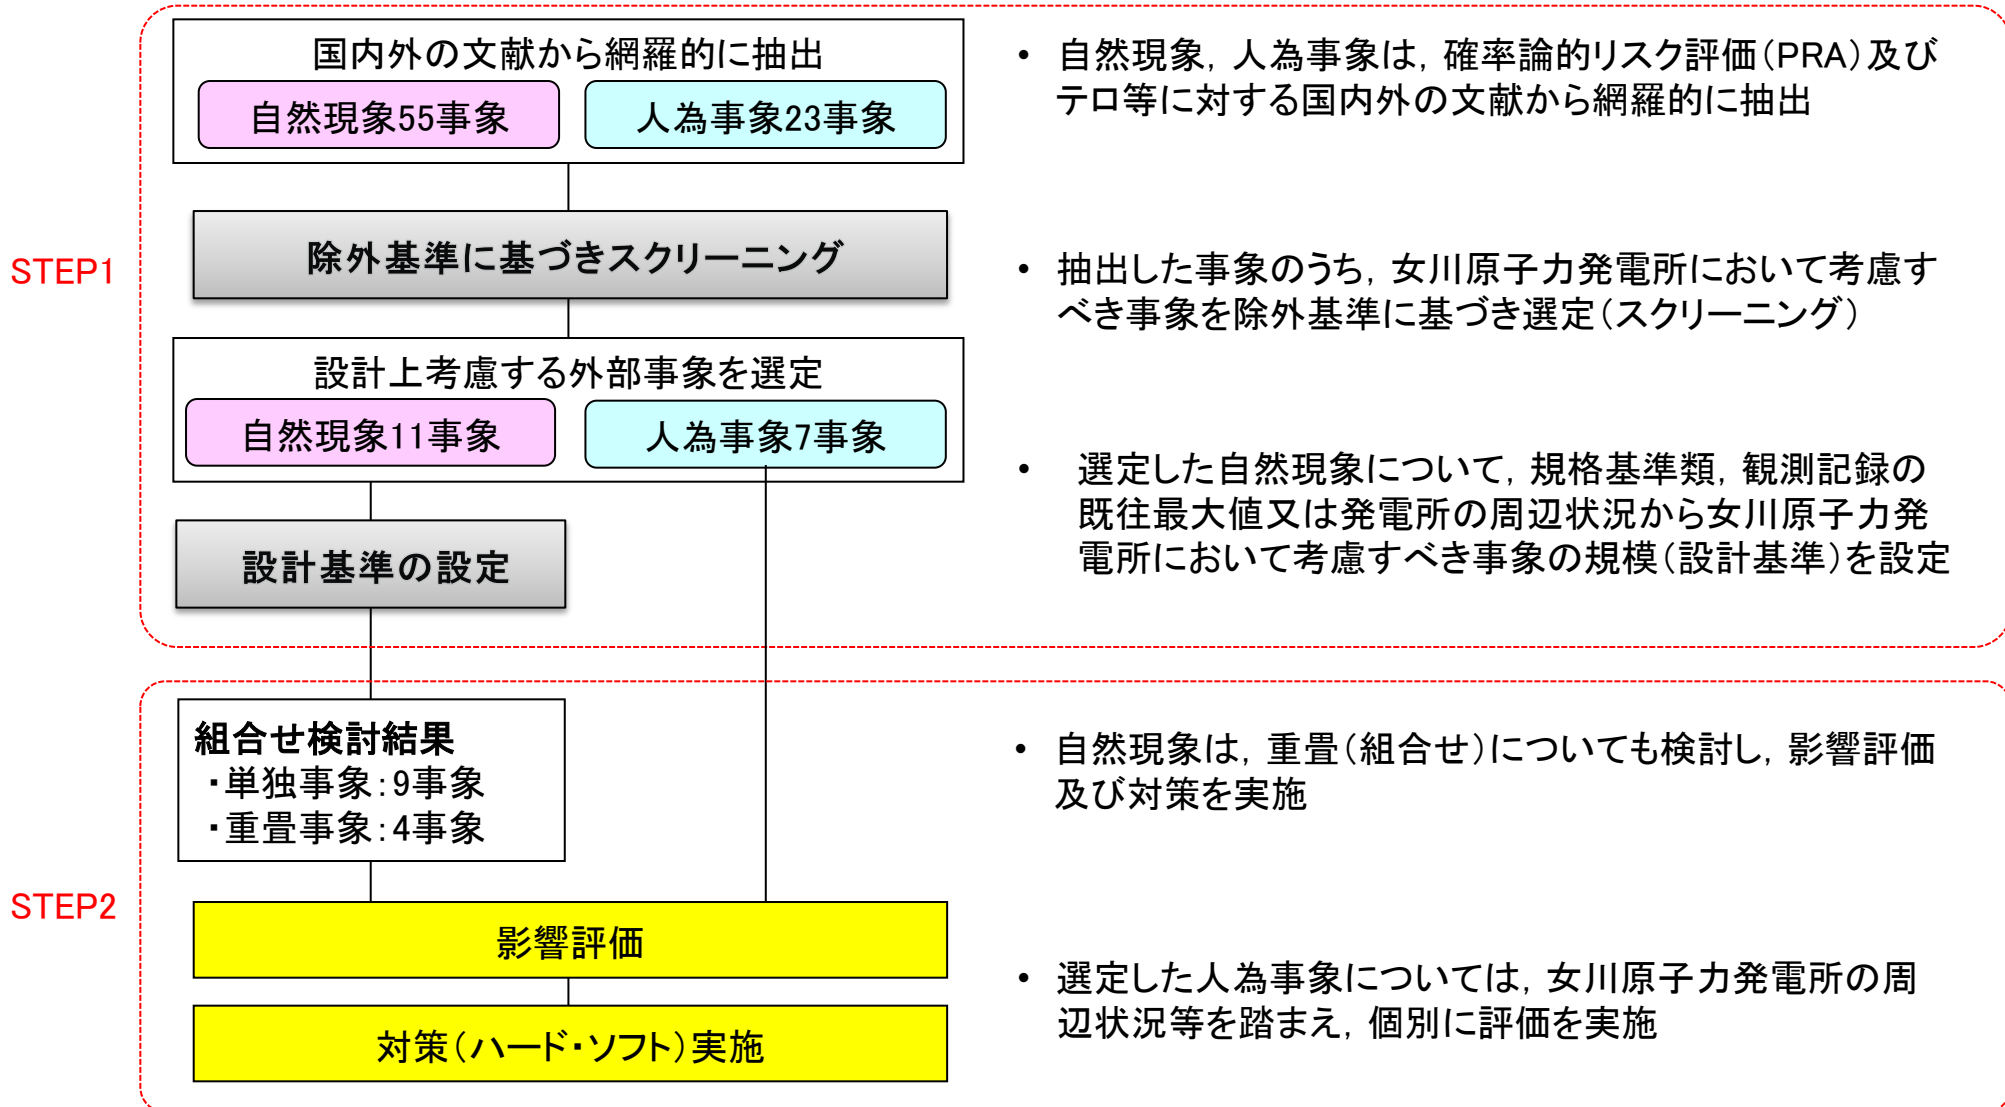 国内外の文献から網羅的に抽出
自然現象55事象
人為事象23事象
除外基準に基づきスクリーニング
STEP1
設計上考慮する外部事象を選定
自然現象11事象
人為事象7事象
設計基準の設定
• 自然現象，人為事象は，確率論的リスク評価（PRA）及び
テロ等に対する国内外の文献から網羅的に抽出
• 抽出した事象のうち，女川原子力発電所において考慮す
べき事象を除外基準に基づき選定（スクリーニング）
• 選定した自然現象について，規格基準類，観測記録の
既往最大値又は発電所の周辺状況から女川原子力発
電所において考慮すべき事象の規模（設計基準）を設定
組合せ検討結果
・単独事象：9事象
・重畳事象：4事象
STEP2
影響評価
対策（ハード・ソフト）実施
• 自然現象は，重畳（組合せ）についても検討し，影響評価
及び対策を実施
• 選定した人為事象については，女川原子力発電所の周
辺状況等を踏まえ，個別に評価を実施